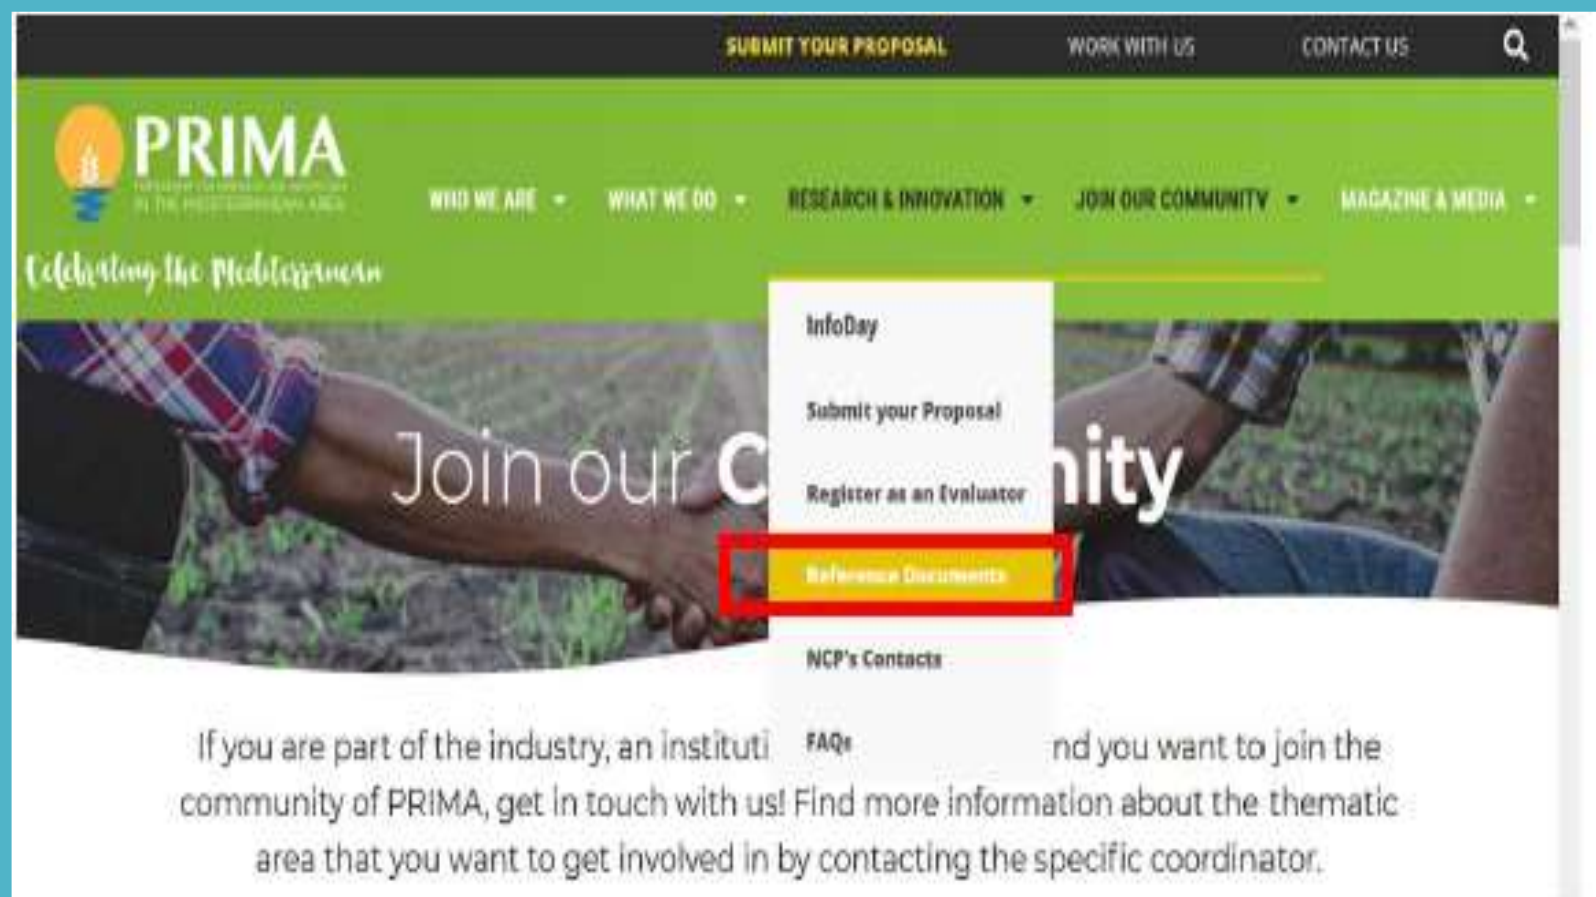 SUBMIT YOUR PROPOSAL WORK WITH US CONTACT US
PRIMA
IN THE MEDITERRANEAN AREA
WHO WE ARE WHAT WE DO RESEARCH & INNOVATION JOIN OUR COMMUNITY MAGAZINE & MEDIA
Celebrating the Mediterranean
InfoDay
Submit your Proposal
Join our C nity
Register as an Evaluator
Reference Documents
NCP's Contacts
FAQs
If you are part of the industry, an instituti nd you want to join the
community of PRIMA, get in touch with us! Find more information about the thematic
area that you want to get involved in by contacting the specific coordinator.